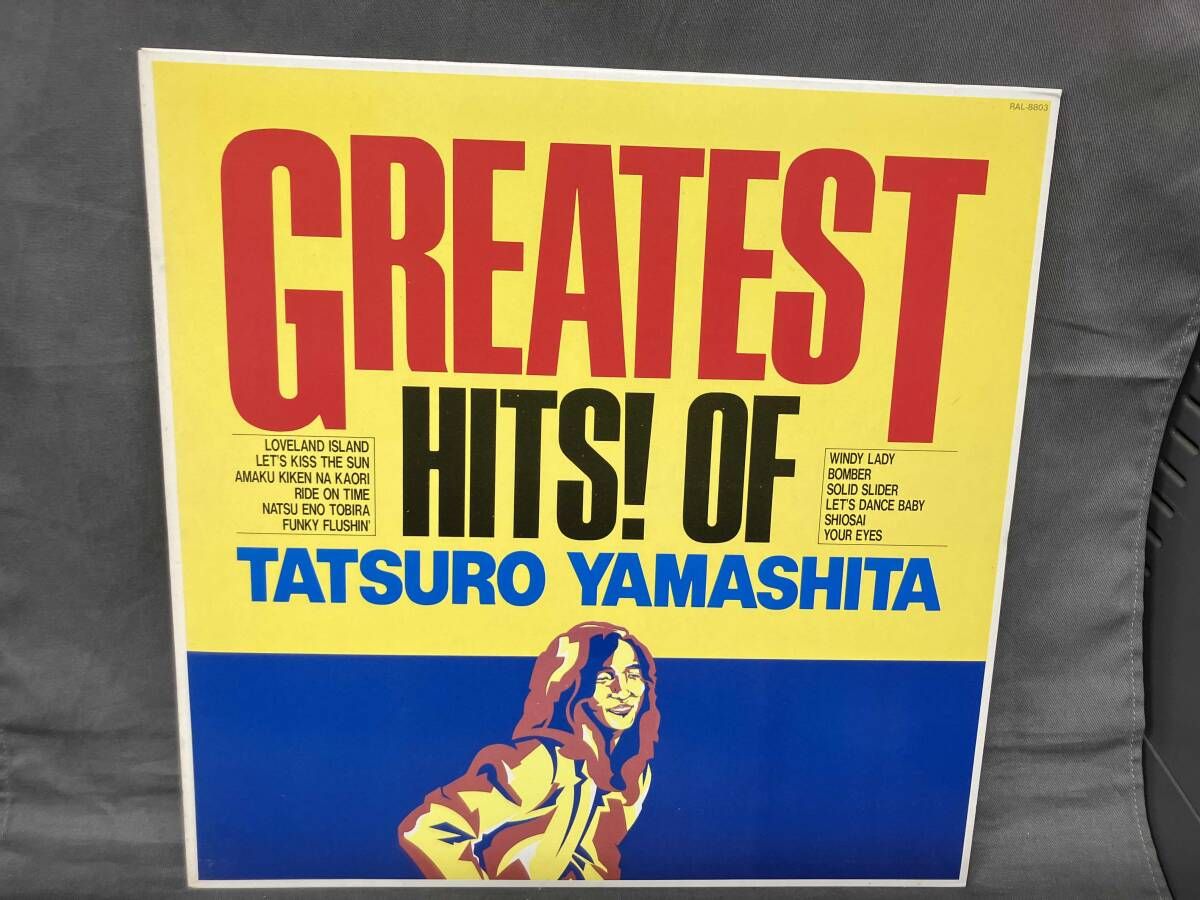 RAL-8803
GREATEST
HITS! OF
LOVELAND ISLAND
LET'S KISS THE SUN
AMAKU KIKEN NA KAORI
RIDE ON TIME
NATSU ENO TOBIRA
FUNKY FLUSHIN'
WINDY LADY
BOMBER
SOLID SLIDER
LET'S DANCE BABY
SHIOSAI
YOUR EYES
TATSURO YAMASHITA